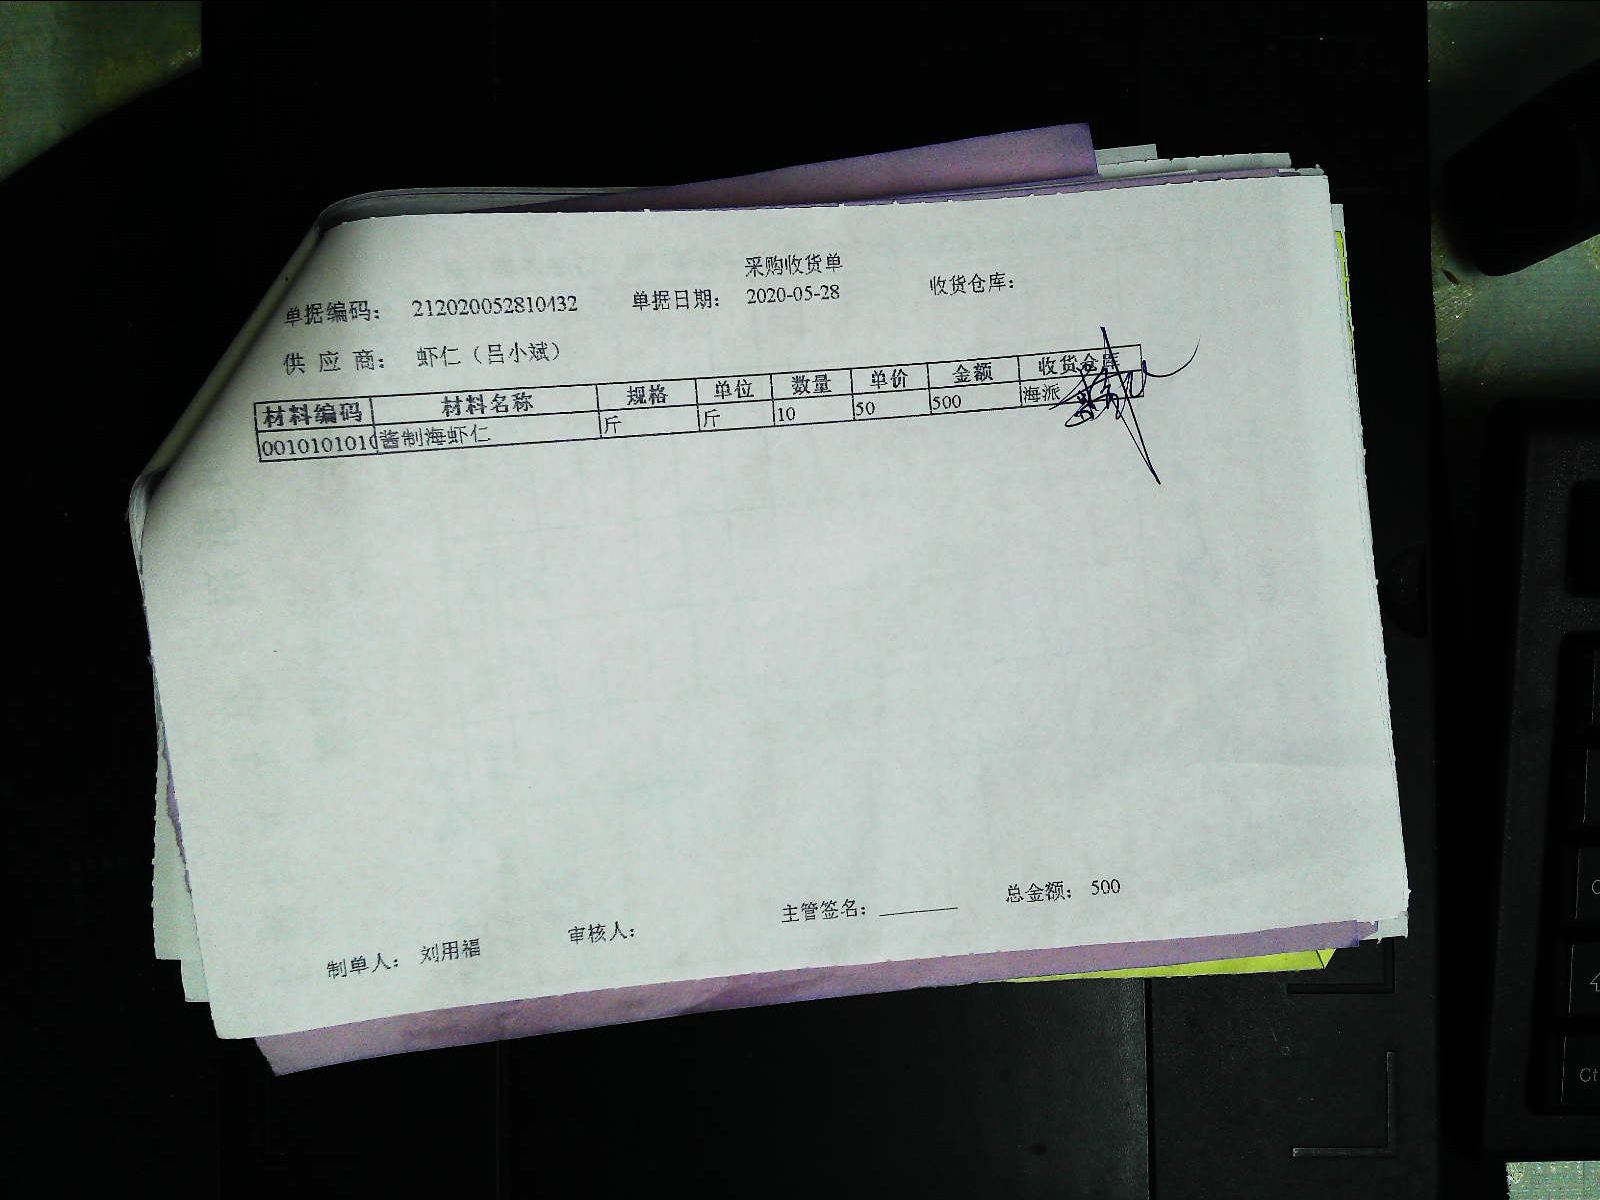 采购收货单
单据编码： 212020052810432 单据日期： 2020-05-28 收货仓库：
供 应 商： 虾仁（吕小斌）
材料编码 材料名称 规格 单位 数量 单价 金额 收货仓库
0010101010 酱制海虾仁 斤 斤 10 50 500 海派
主管签名： 总金额： 500
制单人： 刘用福 审核人：